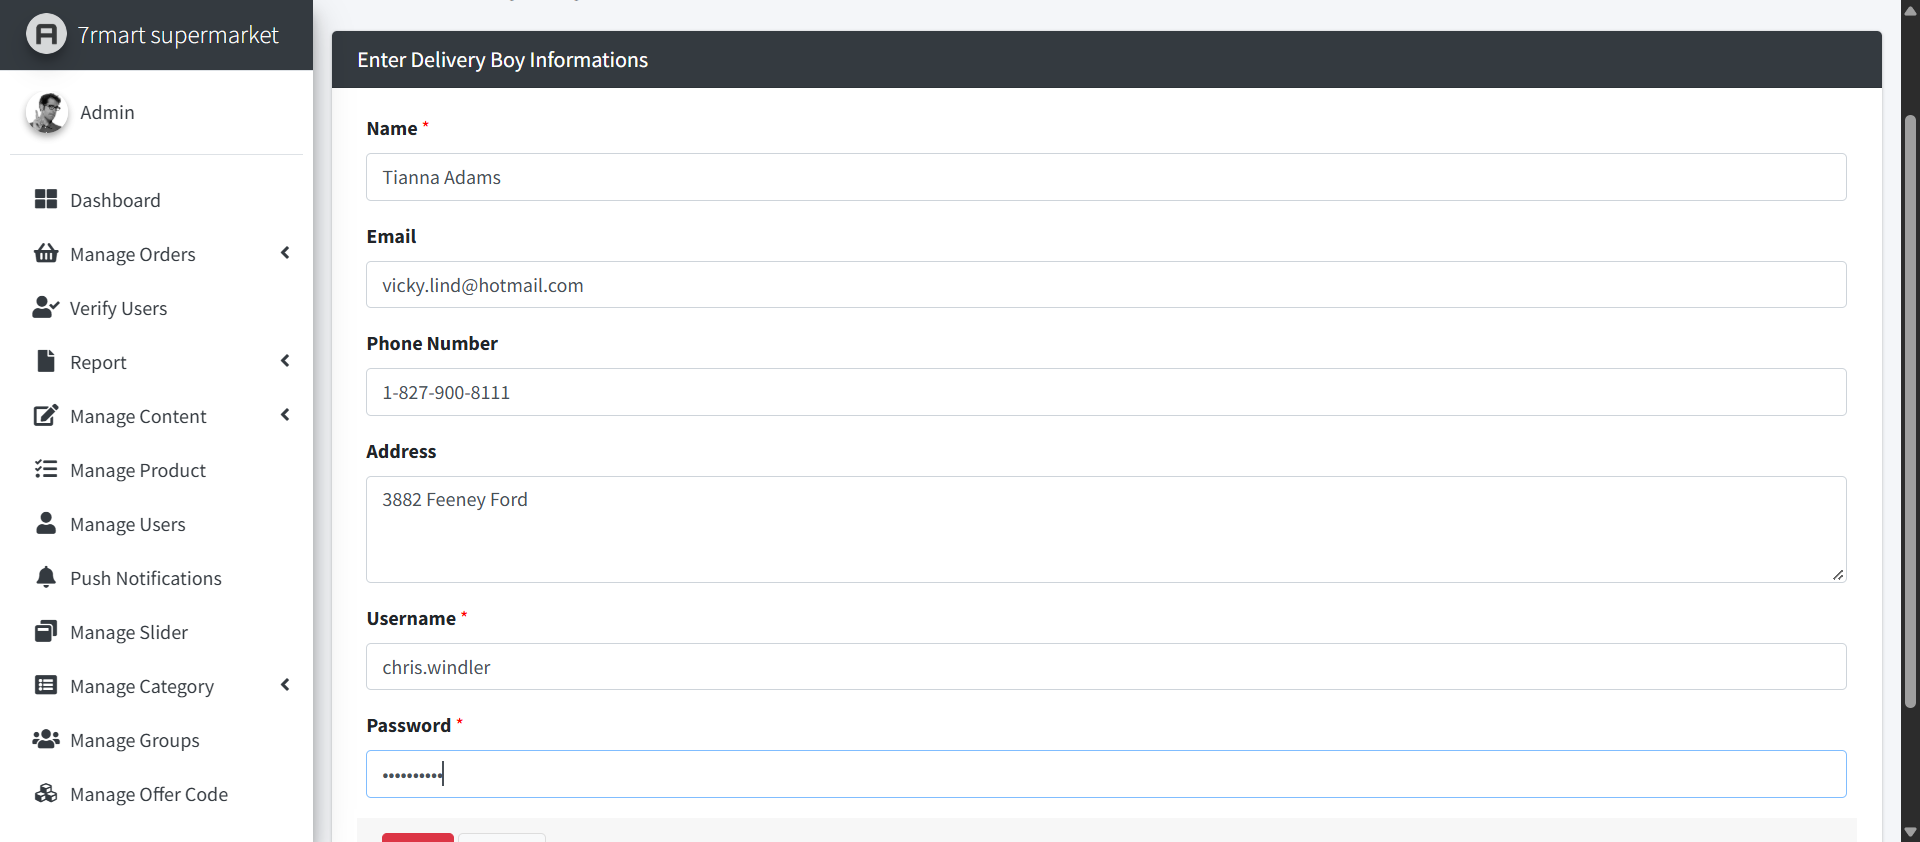 7rmart supermarket
Admin
Dashboard
Manage Orders
Verify Users
Report
Manage Content
Manage Product
Manage Users
Push Notifications
Manage Slider
Manage Category
Manage Groups
Manage Offer Code
Enter Delivery Boy Informations
Name *
Tianna Adams
Email
vicky.lind@hotmail.com
Phone Number
1-827-900-8111
Address
3882 Feeney Ford
Username *
chris.windler
Password *
••••••••••